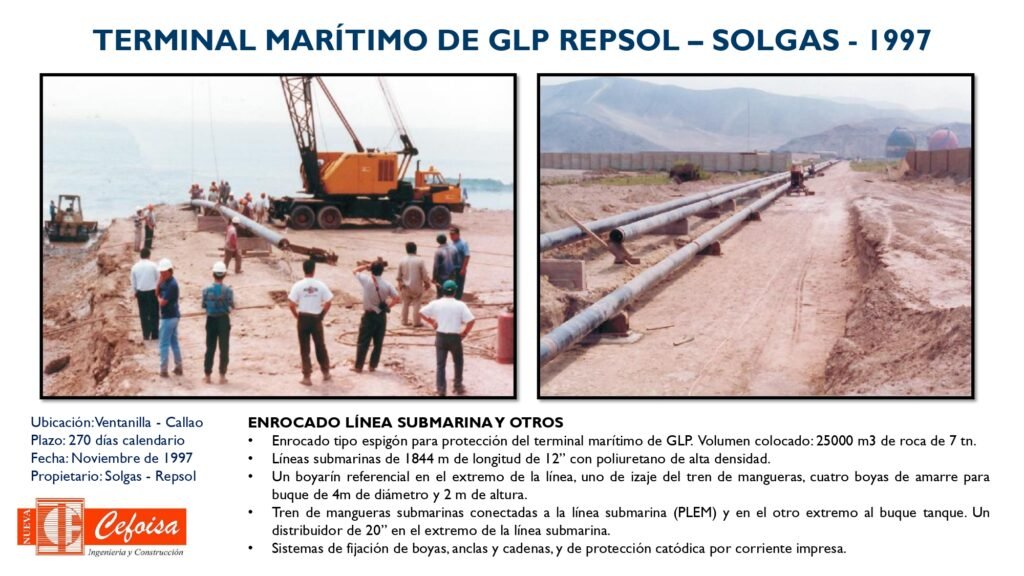 TERMINAL MARÍTIMO DE GLP REPSOL – SOLGAS - 1997
Ubicación: Ventanilla - Callao
Plazo: 270 días calendario
Fecha: Noviembre de 1997
Propietario: Solgas - Repsol
NUEVA
Cefoisa
Ingeniería y Construcción
ENROCADO LÍNEA SUBMARINA Y OTROS
• Enrocado tipo espigón para protección del terminal marítimo de GLP. Volumen colocado: 25000 m3 de roca de 7 tn.
• Líneas submarinas de 1844 m de longitud de 12” con poliuretano de alta densidad.
• Un boyarín referencial en el extremo de la línea, uno de izaje del tren de mangueras, cuatro boyas de amarre para
buque de 4m de diámetro y 2 m de altura.
• Tren de mangueras submarinas conectadas a la línea submarina (PLEM) y en el otro extremo al buque tanque. Un
distribuidor de 20” en el extremo de la línea submarina.
• Sistemas de fijación de boyas, anclas y cadenas, y de protección catódica por corriente impresa.